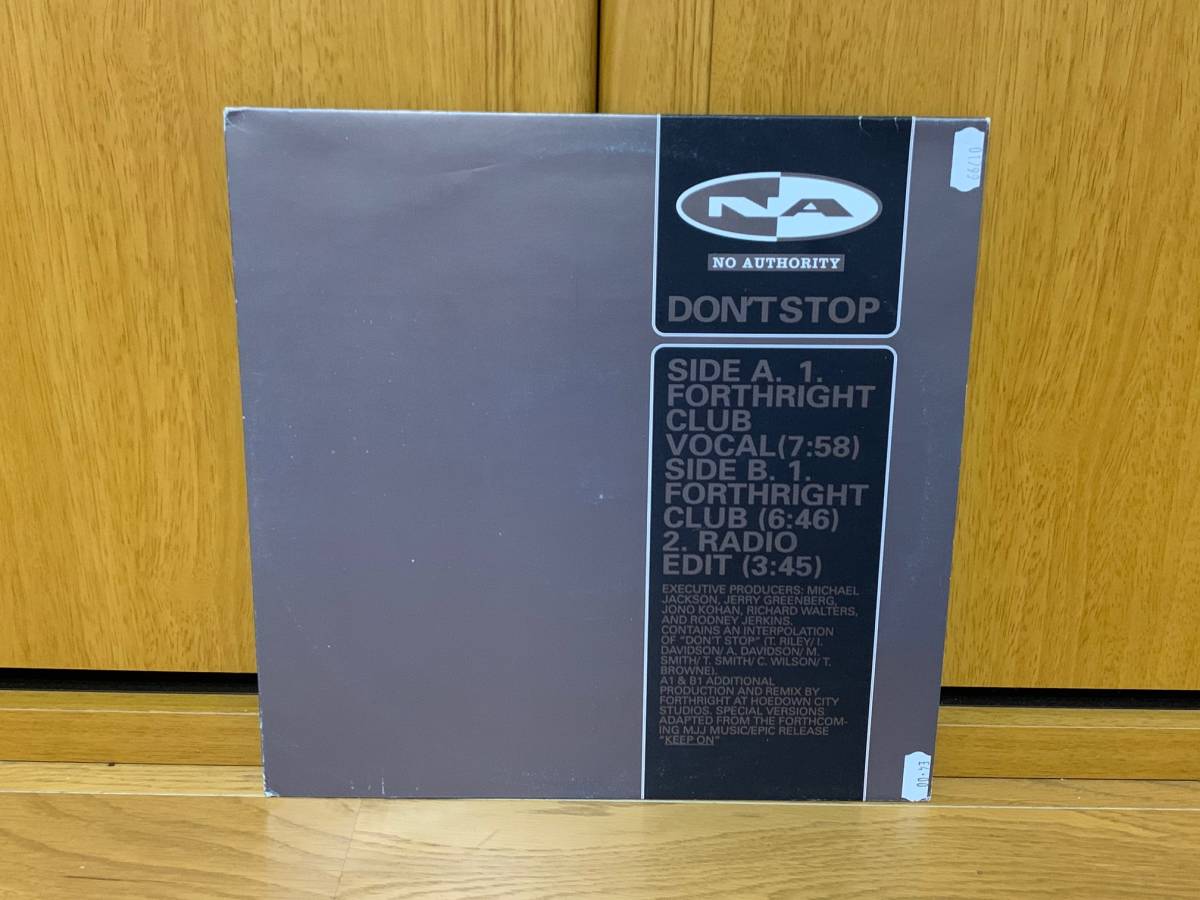 NA
NO AUTHORITY
DON'T STOP
SIDE A. 1.
FORTHRIGHT
CLUB
VOCAL(7:58)
SIDE B. 1.
FORTHRIGHT
CLUB (6:46)
2. RADIO
EDIT (3:45)
EXECUTIVE PRODUCERS: MICHAEL
JACKSON, JERRY GREENBERG,
JONO KOHAN, RICHARD WALTERS,
AND RODNEY JERKINS.
CONTAINS AN INTERPOLATION
OF "DON'T STOP" (T. RILEY/ I.
DAVIDSON/ A. DAVIDSON/ M.
SMITH/ T. SMITH/ C. WILSON/ T.
BROWNE).
A1 & B1 ADDITIONAL
PRODUCTION AND REMIX BY
FORTHRIGHT AT HOEDOWN CITY
STUDIOS. SPECIAL VERSIONS
ADAPTED FROM THE FORTHCOM-
ING MJJ MUSIC/EPIC RELEASE
"KEEP ON"